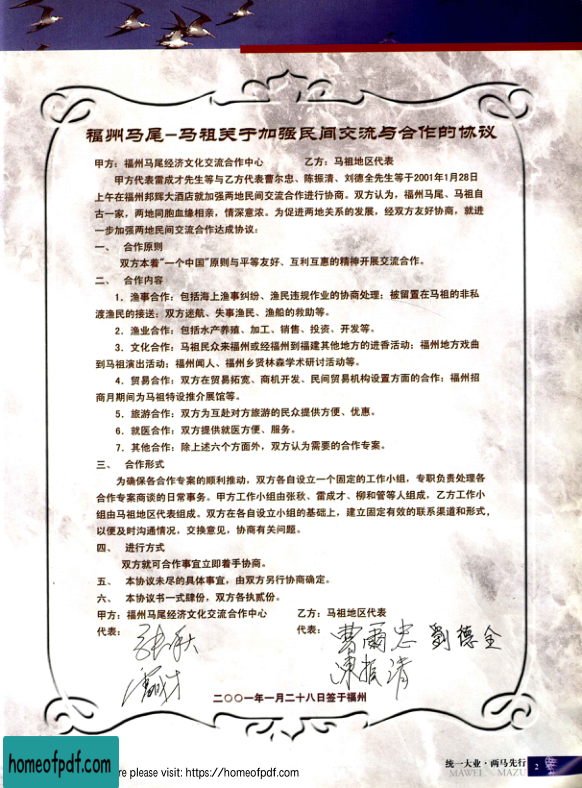 福州马尾-马祖关于加强民间交流与合作的协议
甲方：福州马尾经济文化交流合作中心 乙方：马祖地区代表
甲方代表雷成才先生等与乙方代表曹尔忠、陈振清、刘德全先生等于2001年1月28日
上午在福州邦辉大酒店就加强两地民间交流合作进行协商。双方认为，福州马尾、马祖自
古一家，两地同胞血缘相亲，情深意浓。为促进两地关系的发展，经双方友好协商，就进
一步加强两地民间交流合作达成协议：
一、 合作原则
双方本着"一个中国"原则与平等友好、互利互惠的精神开展交流合作。
二、 合作内容
1．渔事合作：包括海上渔事纠纷、渔民违规作业的协商处理；被留置在马祖的非私
渡渔民的接送；双方迷航、失事渔民、渔船的救助等。
2．渔业合作：包括水产养殖、加工、销售、投资、开发等。
3．文化合作：马祖民众来福州或经福州到福建其他地方的进香活动；福州地方戏曲
到马祖演出活动；福州闻人、福州乡贤林森学术研讨活动等。
4．贸易合作：双方在贸易拓宽、商机开发、民间贸易机构设置方面的合作；福州招
商月期间为马祖特设推介展馆等。
5．旅游合作：双方为互赴对方旅游的民众提供方便、优惠。
6．就医合作：双方提供就医方便、服务。
7．其他合作：除上述六个方面外，双方认为需要的合作专案。
三、 合作形式
为确保各合作专案的顺利推动，双方各自设立一个固定的工作小组，专职负责处理各
合作专案商谈的日常事务。甲方工作小组由张秋、雷成才、柳和管等人组成，乙方工作小
组由马祖地区代表组成。双方在各自设立小组的基础上，建立固定有效的联系渠道和形式，
以便及时沟通情况，交换意见，协商有关问题。
四、 进行方式
双方就可合作事宜立即着手协商。
五、 本协议未尽的具体事宜，由双方另行协商确定。
六、 本协议书一式肆份，双方各执贰份。
甲方：福州马尾经济文化交流合作中心 乙方：马祖地区代表
代表： 张秋 代表： 曹爾忠 劉德全
陳振清
二○○一年一月二十八日签于福州
统一大业·两马先行 2
MAWEI MAZU
homeofpdf.com
re please visit: https://homeofpdf.com